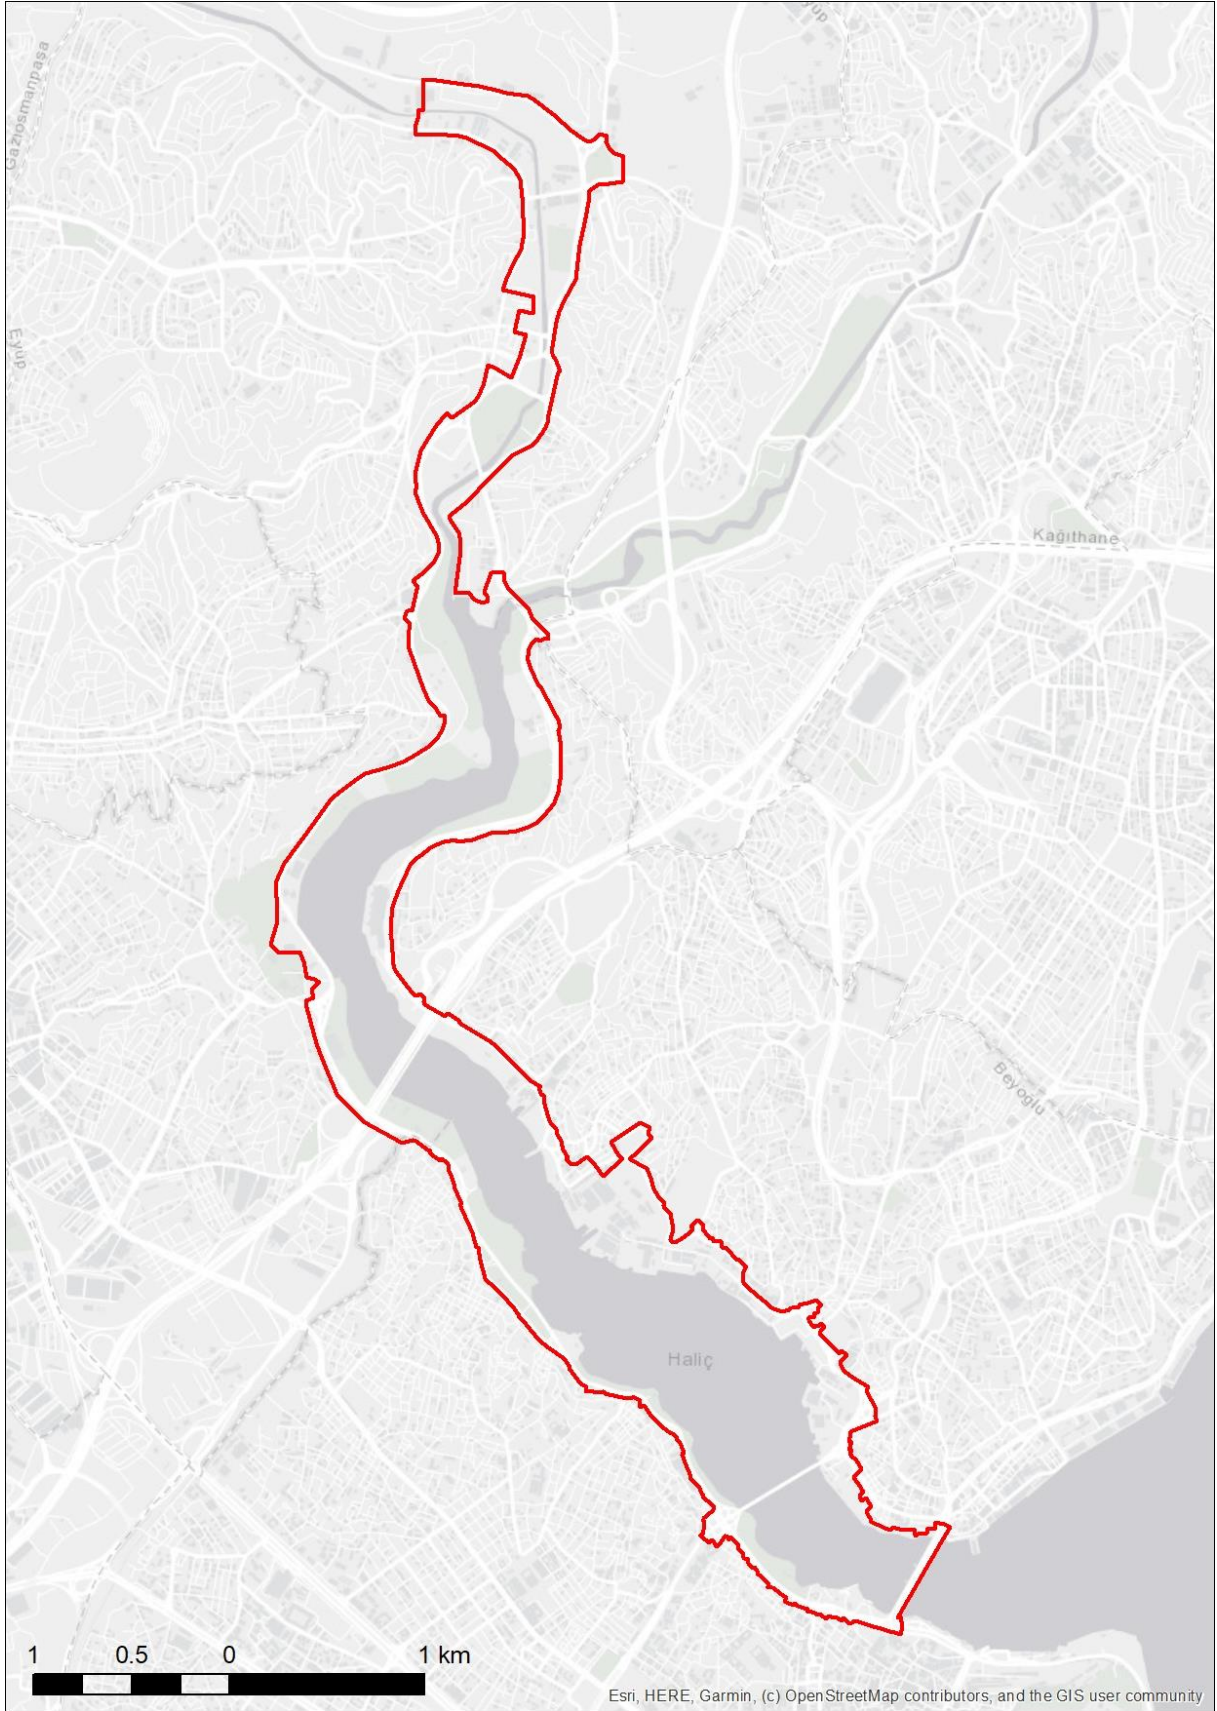 yüp
Gaziosmanpaşa
Eyüp
Kağıthane
Beyoğlu
Haliç
1 0.5 0 1 km
Esri, HERE, Garmin, (c) OpenStreetMap contributors, and the GIS user community